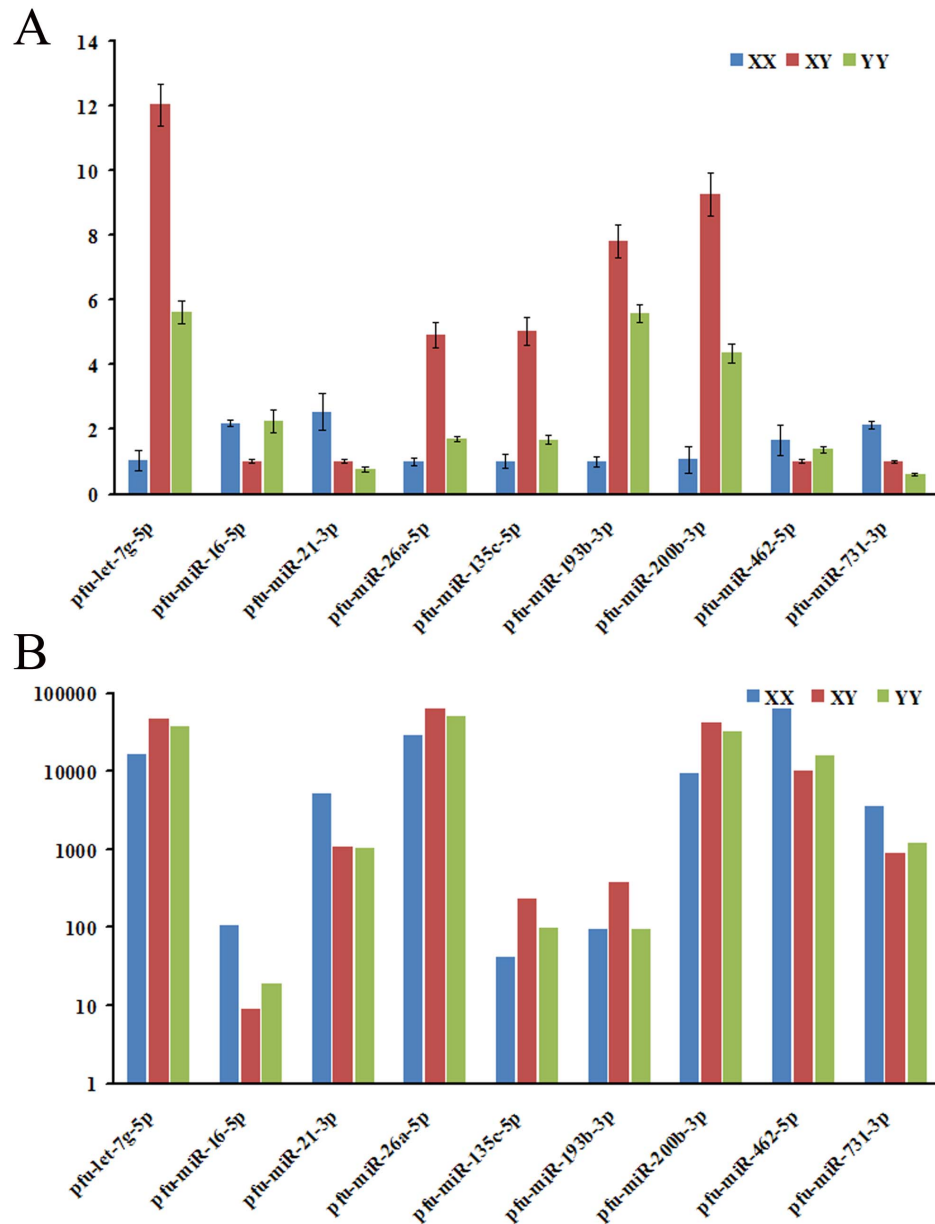 A
14
12
10
8
6
4
2
0
XX XY YY
pfu-let-7g-5p
pfu-miR-16-5p
pfu-miR-21-3p
pfu-miR-26a-5p
pfu-miR-135c-5p
pfu-miR-193b-3p
pfu-miR-200b-3p
pfu-miR-462-5p
pfu-miR-731-3p
B
100000
10000
1000
100
10
1
XX XY YY
pfu-let-7g-5p
pfu-miR-16-5p
pfu-miR-21-3p
pfu-miR-26a-5p
pfu-miR-135c-5p
pfu-miR-193b-3p
pfu-miR-200b-3p
pfu-miR-462-5p
pfu-miR-731-3p